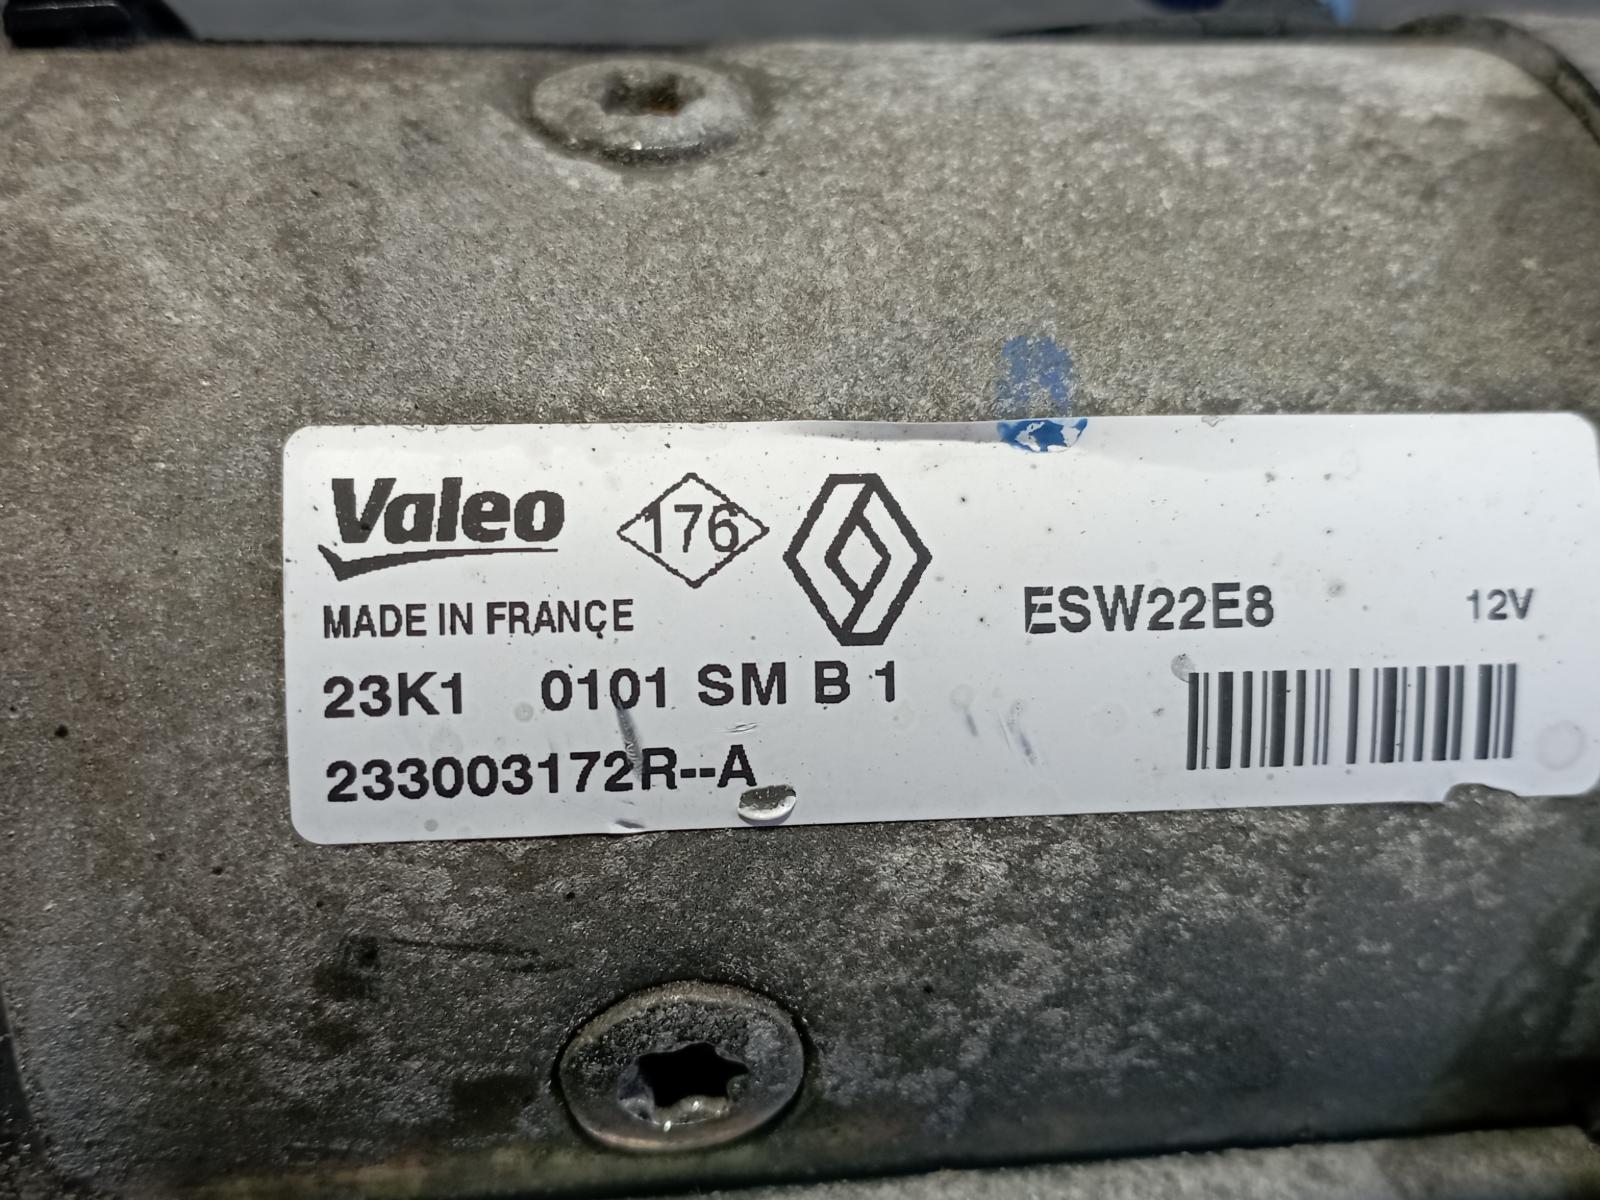 Valeo 176
MADE IN FRANCE
ESW22E8 12V
23K1 0101 SM B 1
233003172R--A